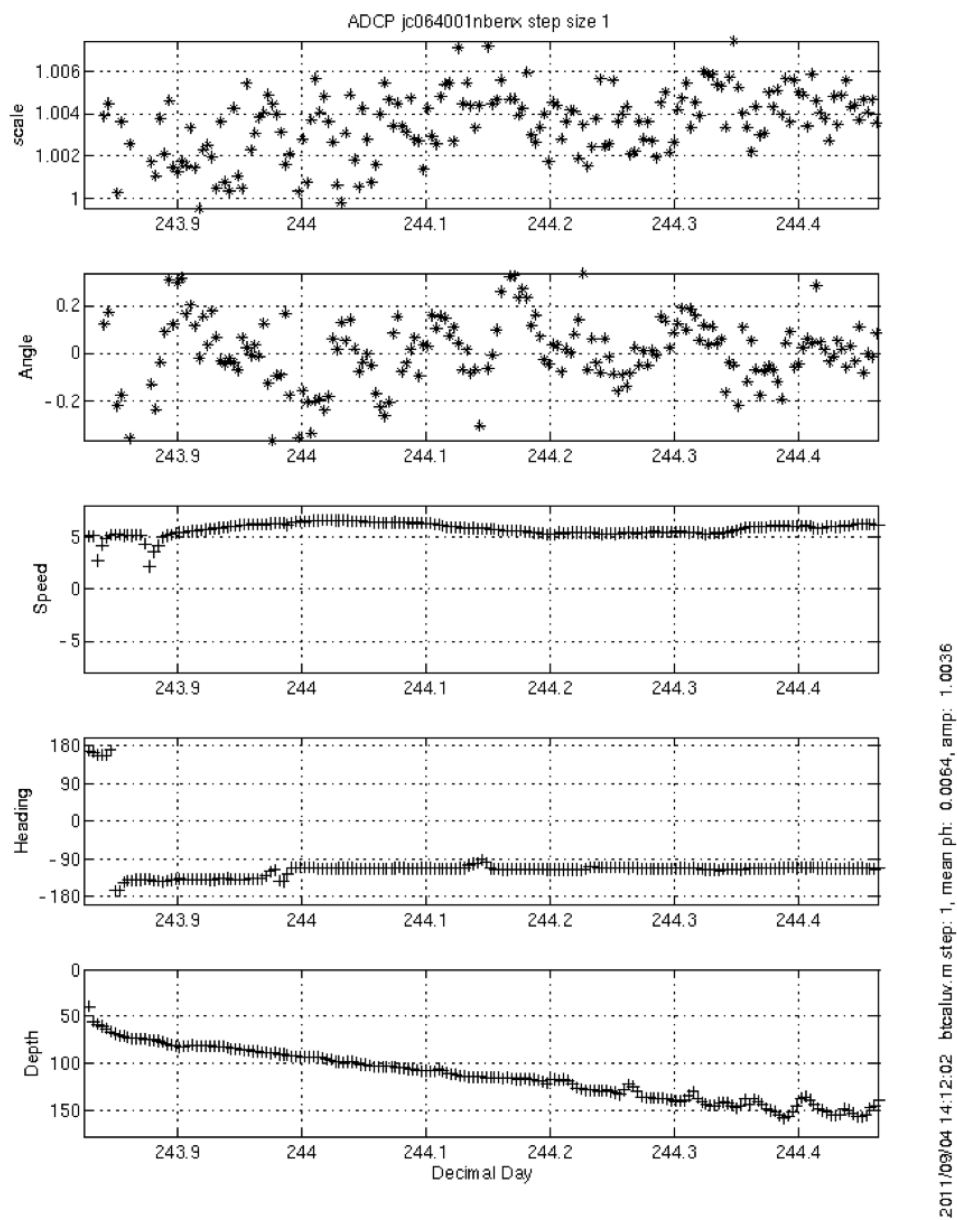 ADCP jc064001nbenx step size 1
1.006
1.004
1.002
1
scale
243.9 244 244.1 244.2 244.3 244.4
0.2
0
-0.2
Angle
243.9 244 244.1 244.2 244.3 244.4
5
0
-5
Speed
243.9 244 244.1 244.2 244.3 244.4
180
90
0
-90
-180
Heading
243.9 244 244.1 244.2 244.3 244.4
0
50
100
150
Depth
243.9 244 244.1 244.2 244.3 244.4
Decimal Day
2011/09/04 14:12:02 btcaluv.m step: 1, mean ph: 0.0064, amp: 1.0036